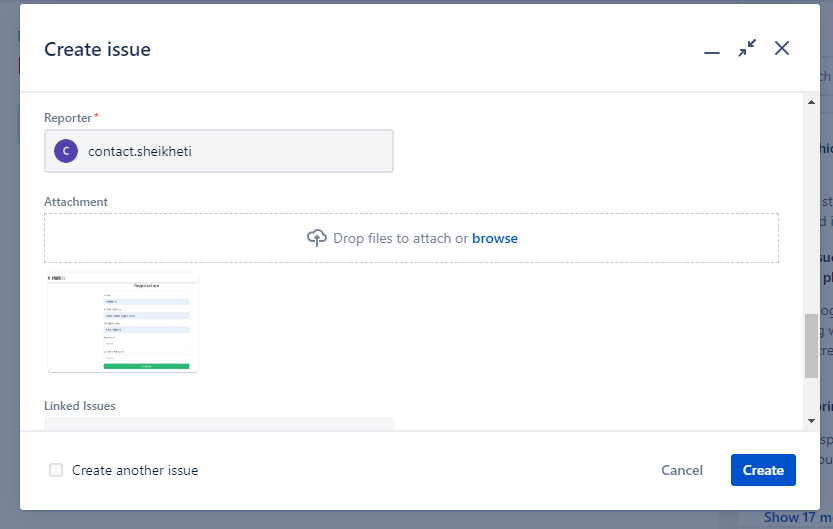 Create issue
Reporter*
C contact.sheikheti
Attachment
Drop files to attach or browse
Registration
Linked Issues
Create another issue
Cancel
Create
Show 17 m